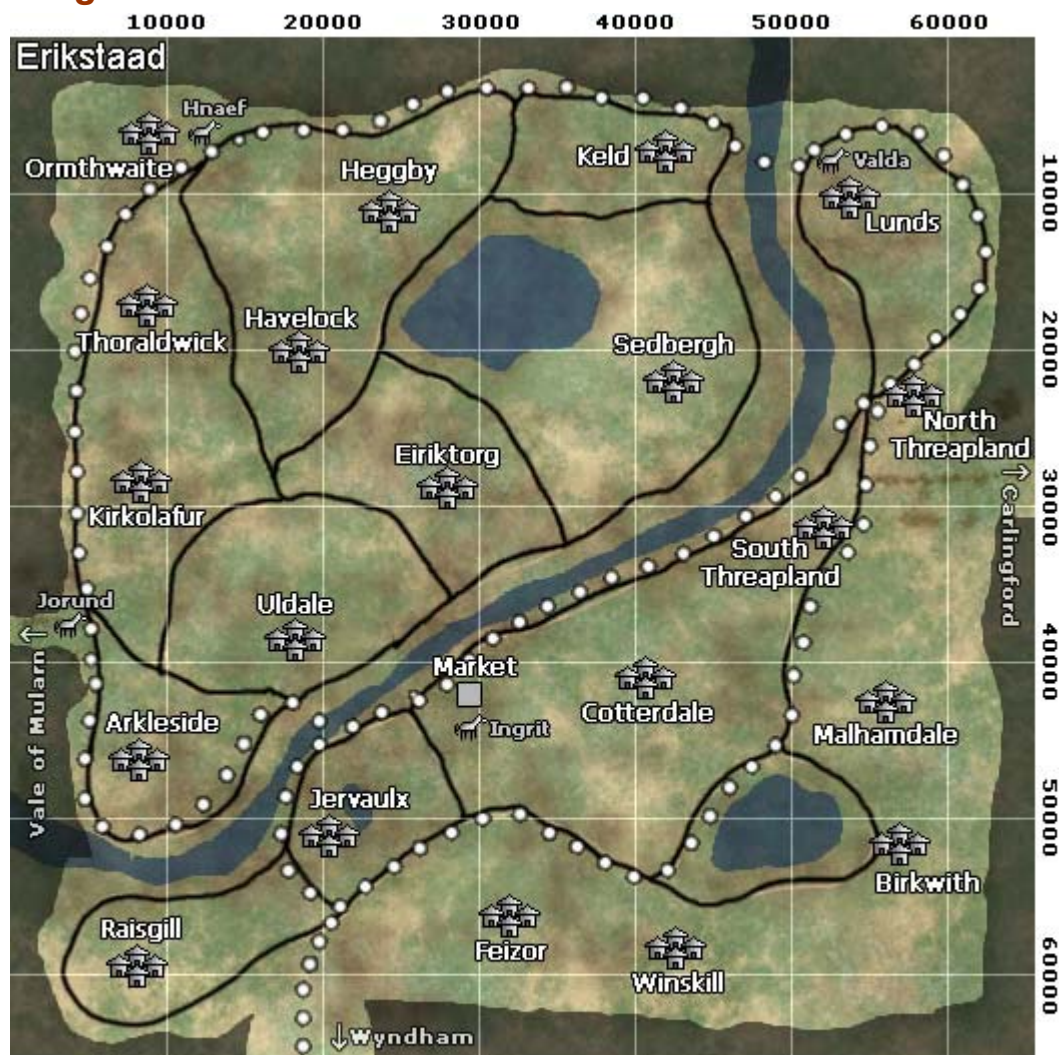 10000 20000 30000 40000 50000 60000
Erikstaad
Hnaef
Ormthwaite
Heggby
Keld
Valda
Lunds
10000
Thoraldwick
Havelock
Sedbergh
20000
North
Threapland
Eiriktorg
Kirkolafur
30000
South
Threapland
Carlingford
Jorund
Uldale
Vale of Mularn
40000
Market
Ingrit
Cotterdale
Malhamdale
Arkleside
Jervaulx
50000
Birkwith
Raisgill
Feizor
Winskill
60000
Wyndham